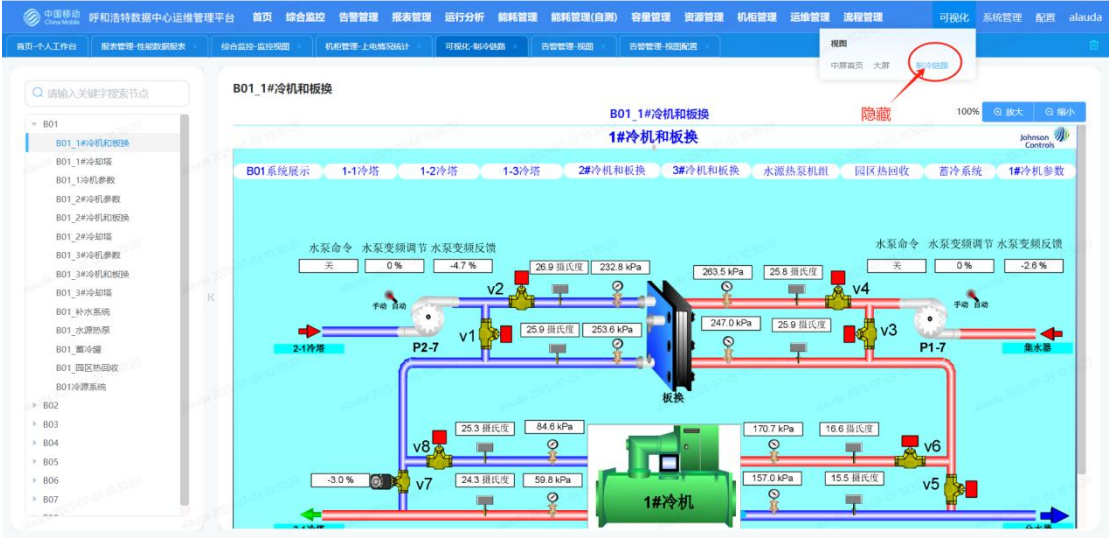 中国移动 China Mobile 呼和浩特数据中心运维管理平台 首页 综合监控 告警管理 报表管理 运行分析 能耗管理 能耗管理(自测) 容量管理 资源管理 机柜管理 运维管理 流程管理 可视化 系统管理 配置 alauda
首页-个人工作台 报表管理-性能数据报表 综合监控-监控视图 机柜管理-上电情况统计 可视化-制冷链路 告警管理-视图 告警管理-视图配置
视图
中屏首页 大屏 制冷链路
隐藏
请输入关键字搜索节点
B01
B01_1#冷机和板换
B01_1#冷却塔
B01_1冷机参数
B01_2#冷机参数
B01_2#冷机和板换
B01_2#冷却塔
B01_3#冷机参数
B01_3#冷机和板换
B01_3#冷却塔
B01_补水系统
B01_水源热泵
B01_蓄冷罐
B01_园区热回收
B01冷源系统
B02
B03
B04
B05
B06
B07
B01_1#冷机和板换
B01_1#冷机和板换
100% 放大 缩小
1#冷机和板换
Johnson Controls
B01系统展示 1-1冷塔 1-2冷塔 1-3冷塔 2#冷机和板换 3#冷机和板换 水源热泵机组 园区热回收 蓄冷系统 1#冷机参数
水泵命令 水泵变频调节 水泵变频反馈 水泵命令 水泵变频调节 水泵变频反馈
关 0 % -4.7 % 26.9 摄氏度 232.8 kPa 263.5 kPa 25.8 摄氏度 关 0 % -2.6 %
v2 v4
手动 自动 手动 自动
25.9 摄氏度 253.6 kPa 247.0 kPa 25.9 摄氏度
2-1冷塔 P2-7 v1 v3 P1-7 集水器
板换
25.3 摄氏度 84.6 kPa 170.7 kPa 16.6 摄氏度
v8 v6
-3.0 % v7 24.3 摄氏度 59.8 kPa 157.0 kPa 15.5 摄氏度 v5
1#冷机